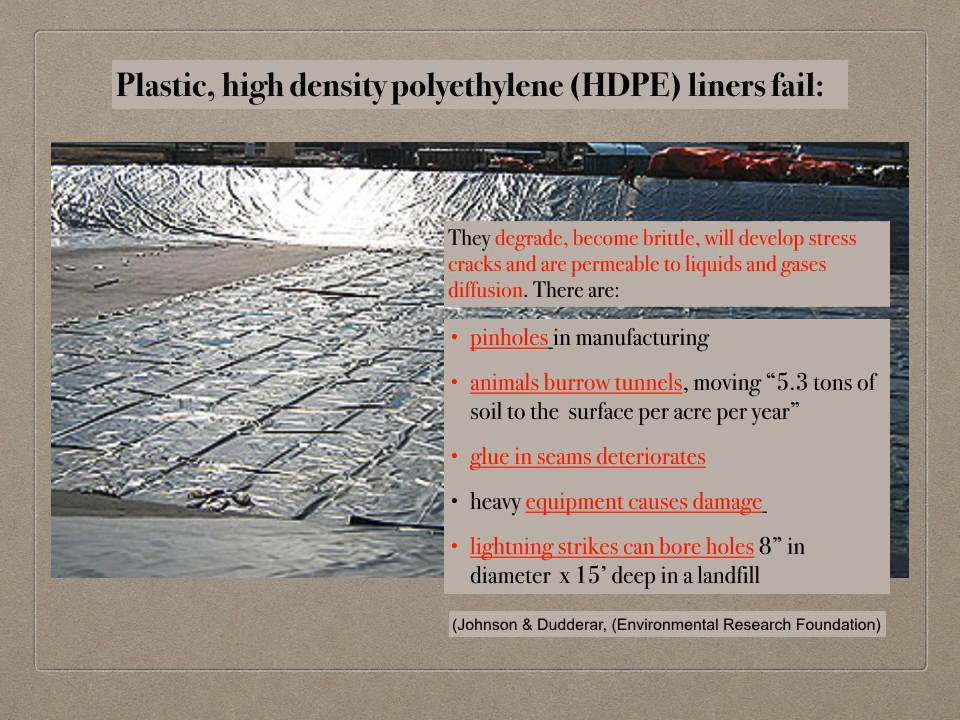 Plastic, high density polyethylene (HDPE) liners fail:
They degrade, become brittle, will develop stress
cracks and are permeable to liquids and gases
diffusion. There are:
• pinholes in manufacturing
• animals burrow tunnels, moving “5.3 tons of
soil to the surface per acre per year”
• glue in seams deteriorates
• heavy equipment causes damage
• lightning strikes can bore holes 8” in
diameter x 15’ deep in a landfill
(Johnson & Dudderar, (Environmental Research Foundation)